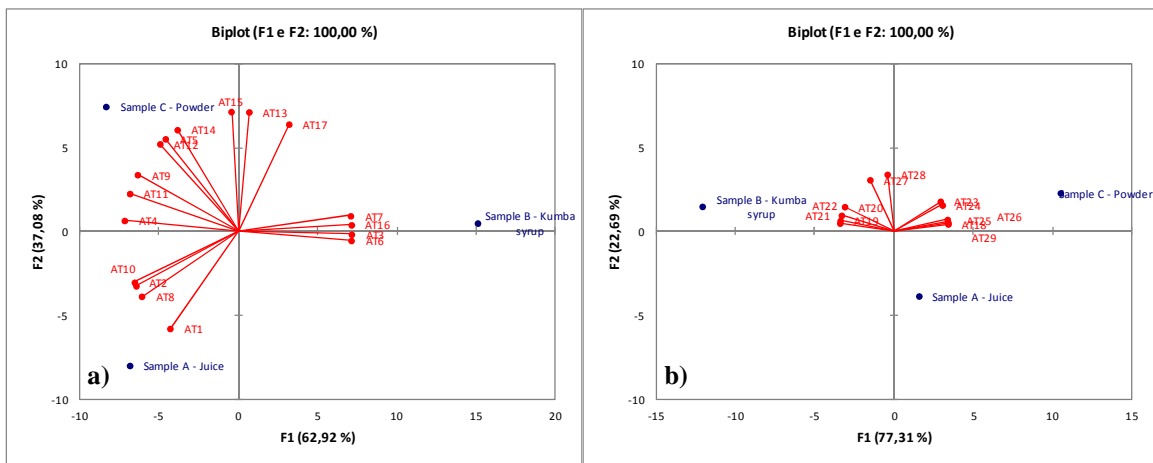 Biplot (F1 e F2: 100,00 %)
10
5
0
-5
-10
-10
-5
0
5
10
15
20
F2 (37,08 %)
F1 (62,92 %)
Sample C - Powder
AT15
AT13
AT17
AT14
AT5
AT12
AT9
AT11
AT4
AT7
AT16
AT3
AT6
Sample B - Kumba
syrup
AT10
AT2
AT8
AT1
Sample A - Juice
a)
Biplot (F1 e F2: 100,00 %)
10
5
0
-5
-10
-15
-10
-5
0
5
10
15
F2 (22,69 %)
F1 (77,31 %)
AT28
AT27
Sample C - Powder
AT23
AT24
AT22
AT20
AT21
AT19
AT25
AT26
AT18
AT29
Sample B - Kumba
syrup
Sample A - Juice
b)